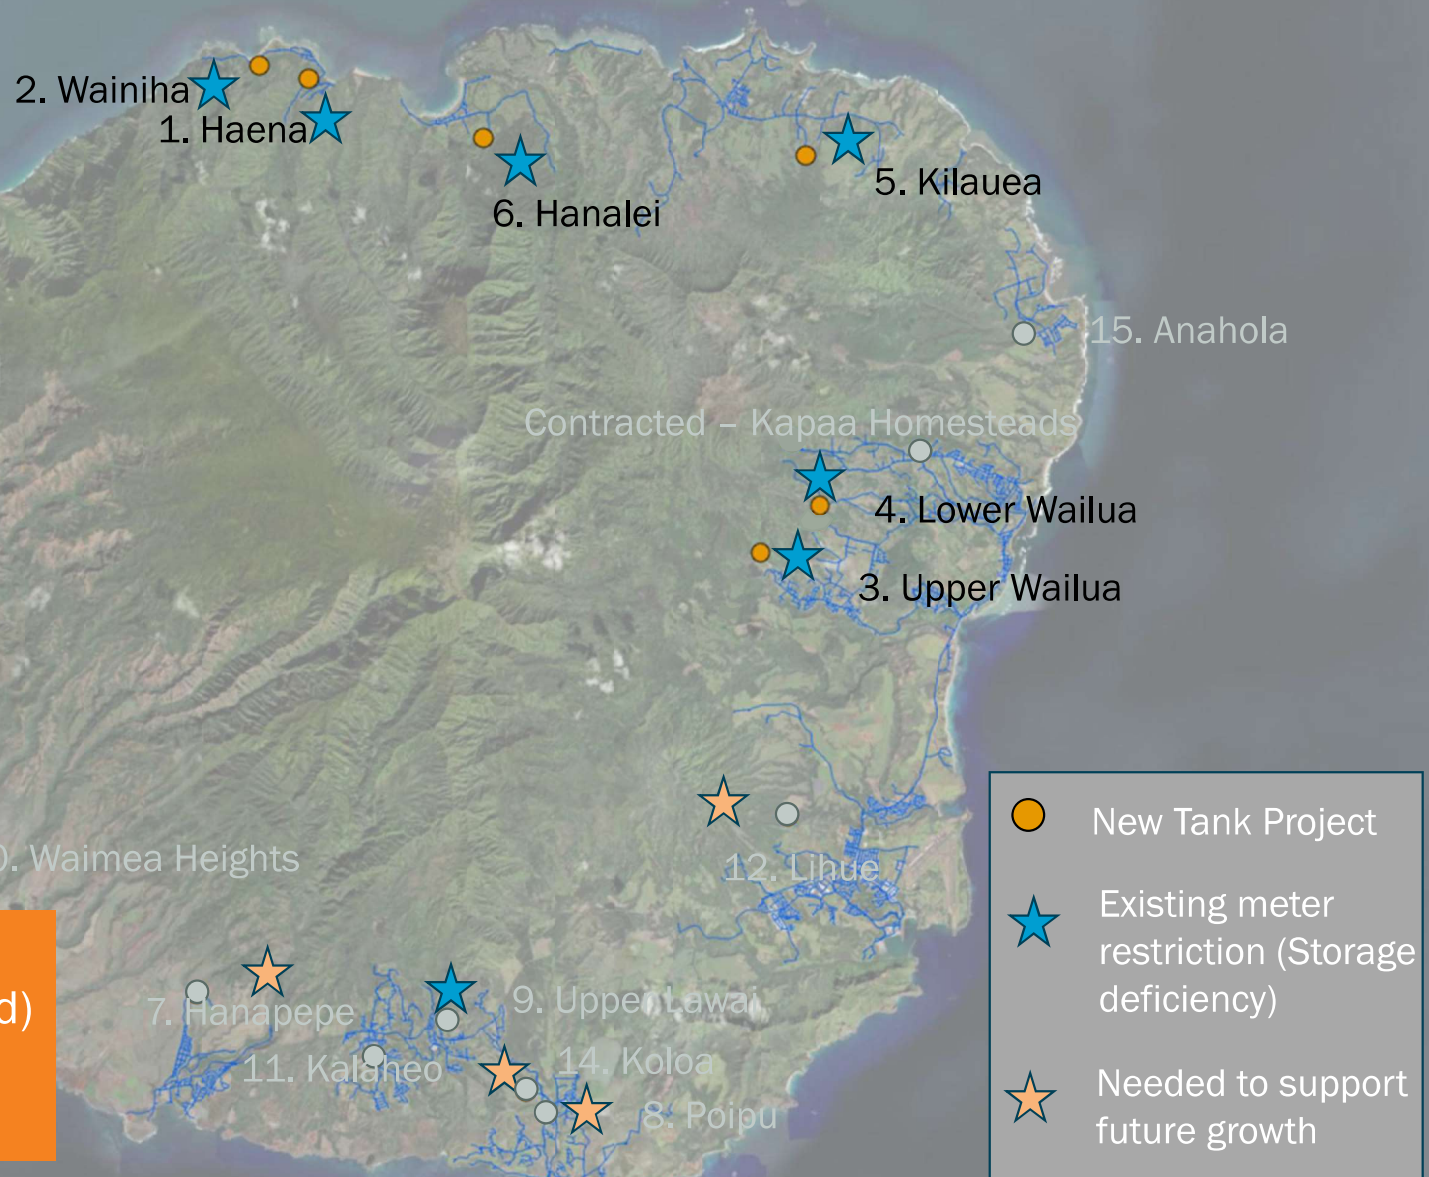 2. Wainiha
1. Haena
6. Hanalei
5. Kilauea
15. Anahola
Contracted – Kapaa Homesteads
4. Lower Wailua
3. Upper Wailua
12. Lihue
0. Waimea Heights
d)
7. Hanapepe
9. Upper Lawai
11. Kalaheo
14. Koloa
8. Poipu
New Tank Project
Existing meter
restriction (Storage
deficiency)
Needed to support
future growth